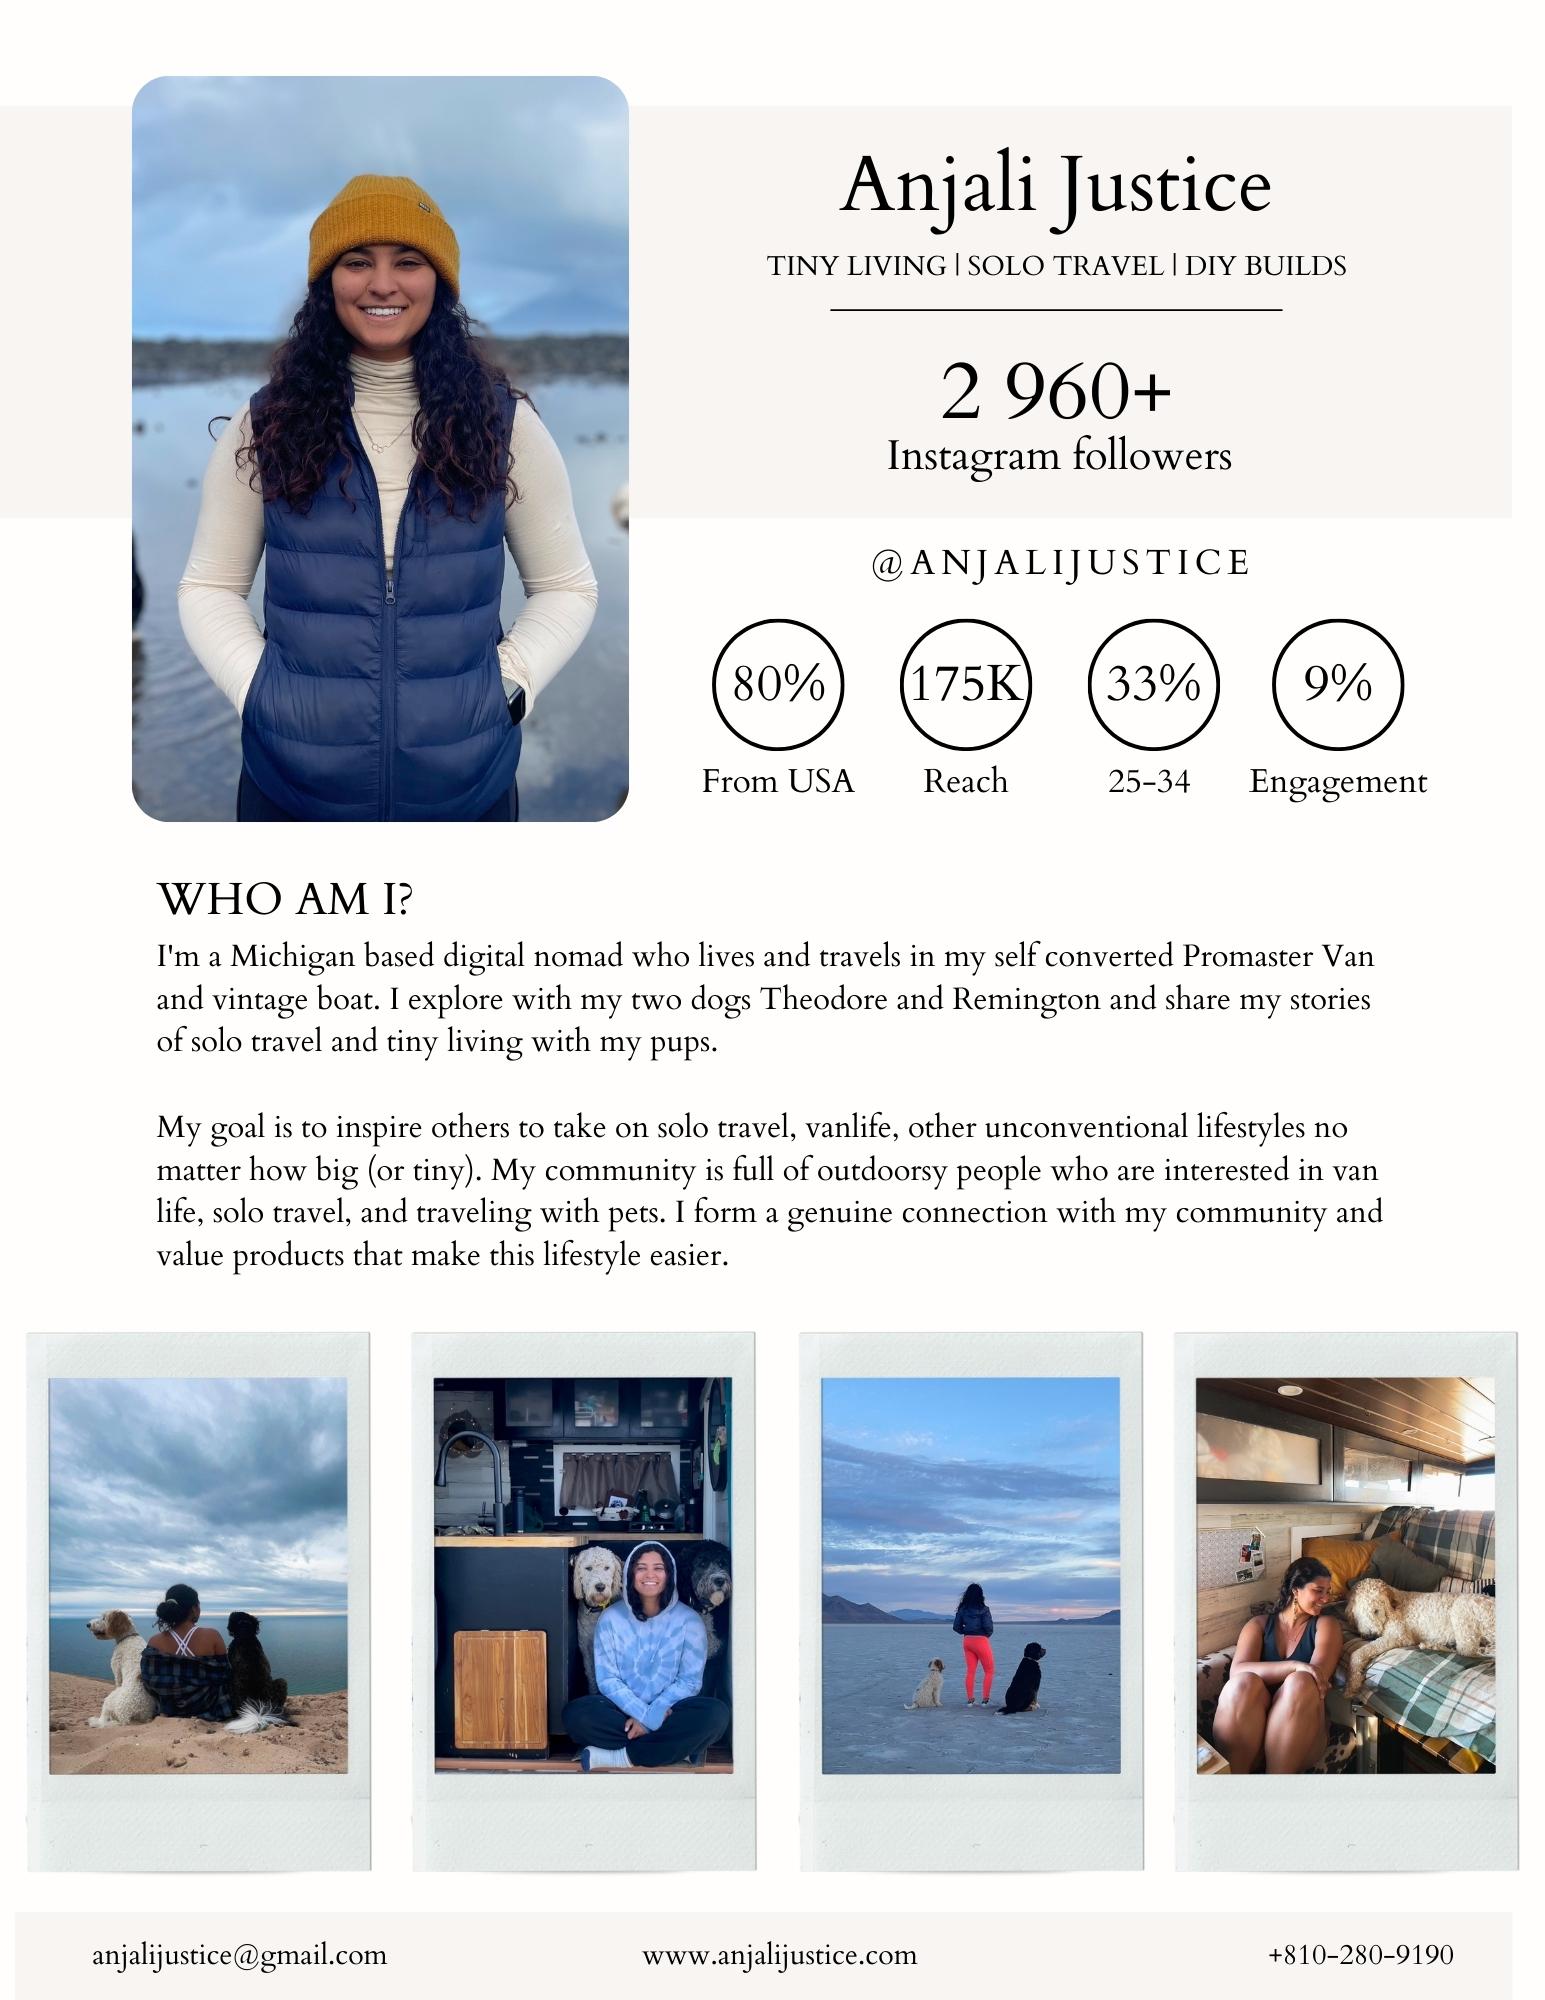 Anjali Justice
TINY LIVING | SOLO TRAVEL | DIY BUILDS
2 960+
Instagram followers
@ANJALIJUSTICE
80%
From USA
175K
Reach
33%
25-34
9%
Engagement
WHO AM I?
I'm a Michigan based digital nomad who lives and travels in my self converted Promaster Van
and vintage boat. I explore with my two dogs Theodore and Remington and share my stories
of solo travel and tiny living with my pups.
My goal is to inspire others to take on solo travel, vanlife, other unconventional lifestyles no
matter how big (or tiny). My community is full of outdoorsy people who are interested in van
life, solo travel, and traveling with pets. I form a genuine connection with my community and
value products that make this lifestyle easier.
anjalijustice@gmail.com
www.anjalijustice.com
+810-280-9190